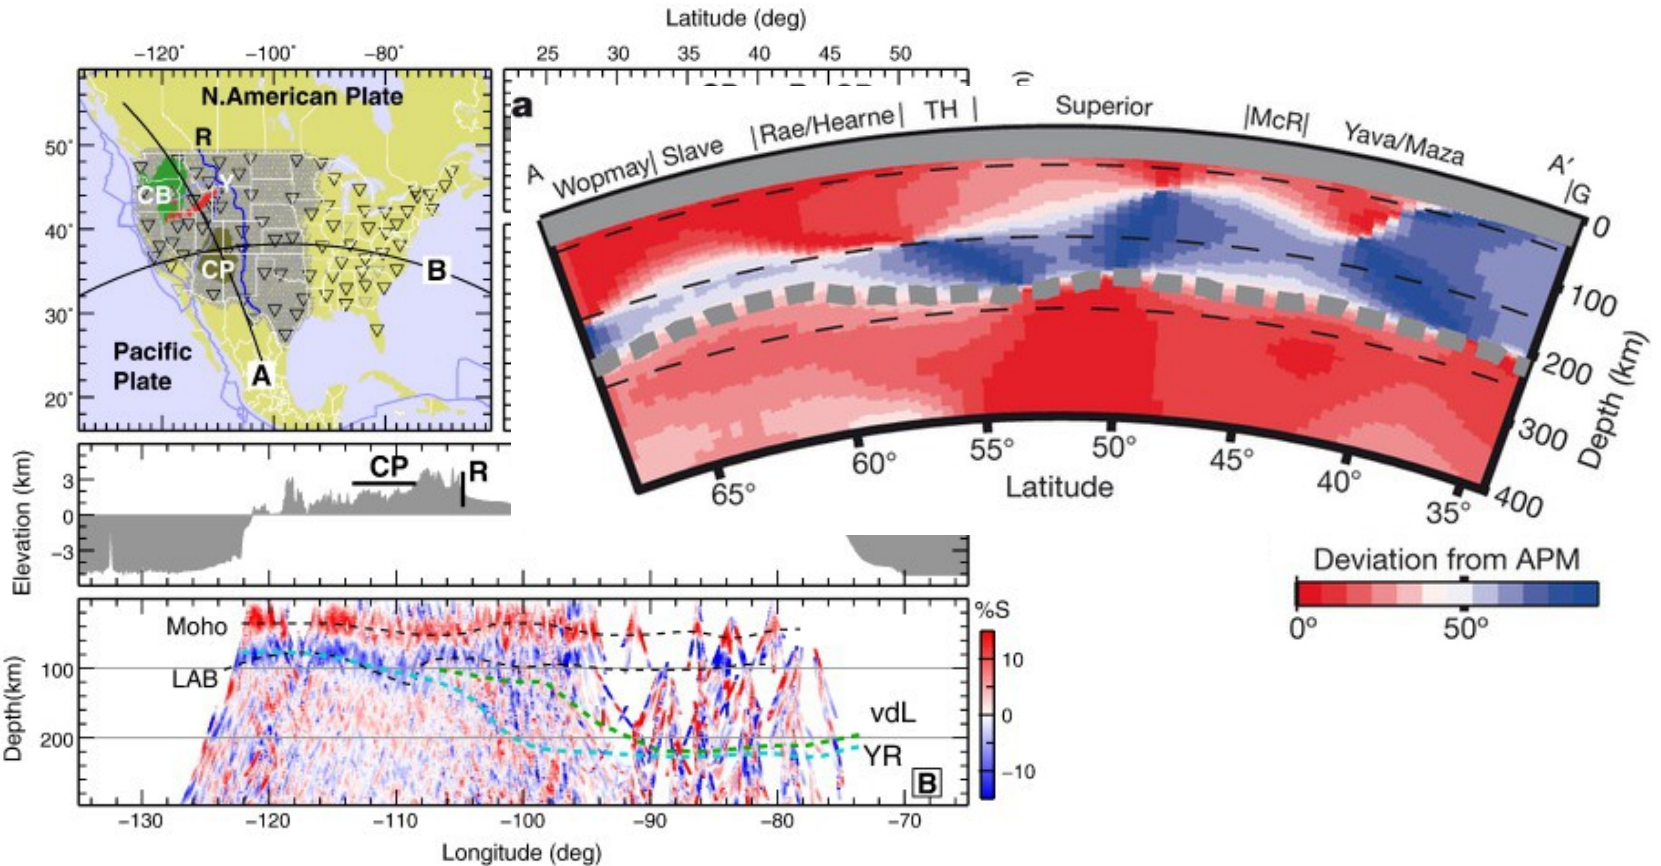 Latitude (deg)
−120° −100° −80°
25 30 35 40 45 50
N.American Plate
R
50°
40°
30°
20°
CB
Y
CP
B
A
Pacific
Plate
a
A
Wopmay| Slave |Rae/Hearne| TH | Superior |McR| Yava/Maza
A′
|G
0
100
200
300
400
Depth (km)
65° 60° 55° 50° 45° 40° 35°
Latitude
Elevation (km)
3
0
−3
CP R
Deviation from APM
0° 50°
Depth(km)
100
200
Moho
LAB
vdL
YR
B
%S
10
0
−10
−130 −120 −110 −100 −90 −80 −70
Longitude (deg)